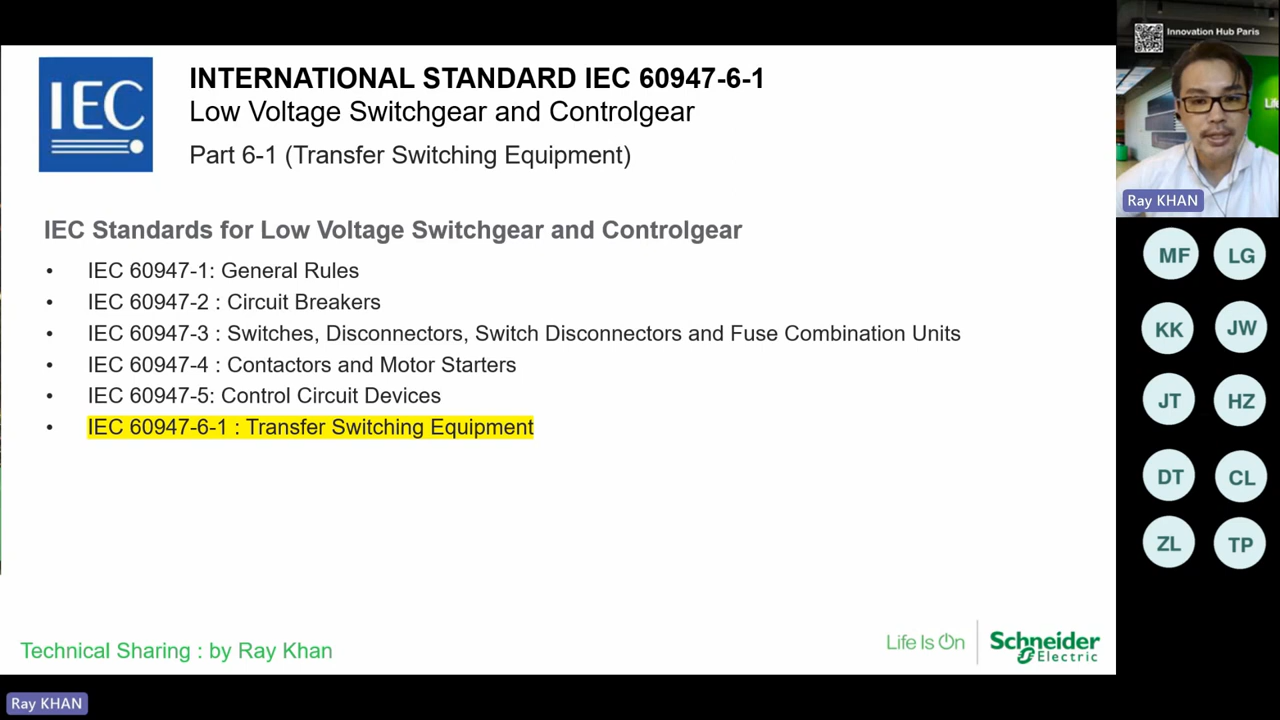 IEC
INTERNATIONAL STANDARD IEC 60947-6-1
Low Voltage Switchgear and Controlgear
Part 6-1 (Transfer Switching Equipment)
IEC Standards for Low Voltage Switchgear and Controlgear
• IEC 60947-1: General Rules
• IEC 60947-2 : Circuit Breakers
• IEC 60947-3 : Switches, Disconnectors, Switch Disconnectors and Fuse Combination Units
• IEC 60947-4 : Contactors and Motor Starters
• IEC 60947-5: Control Circuit Devices
• IEC 60947-6-1 : Transfer Switching Equipment
Technical Sharing : by Ray Khan
Life Is On
Schneider
Electric
Ray KHAN
Innovation Hub Paris
Ray KHAN
MF LG
KK JW
JT HZ
DT CL
ZL TP